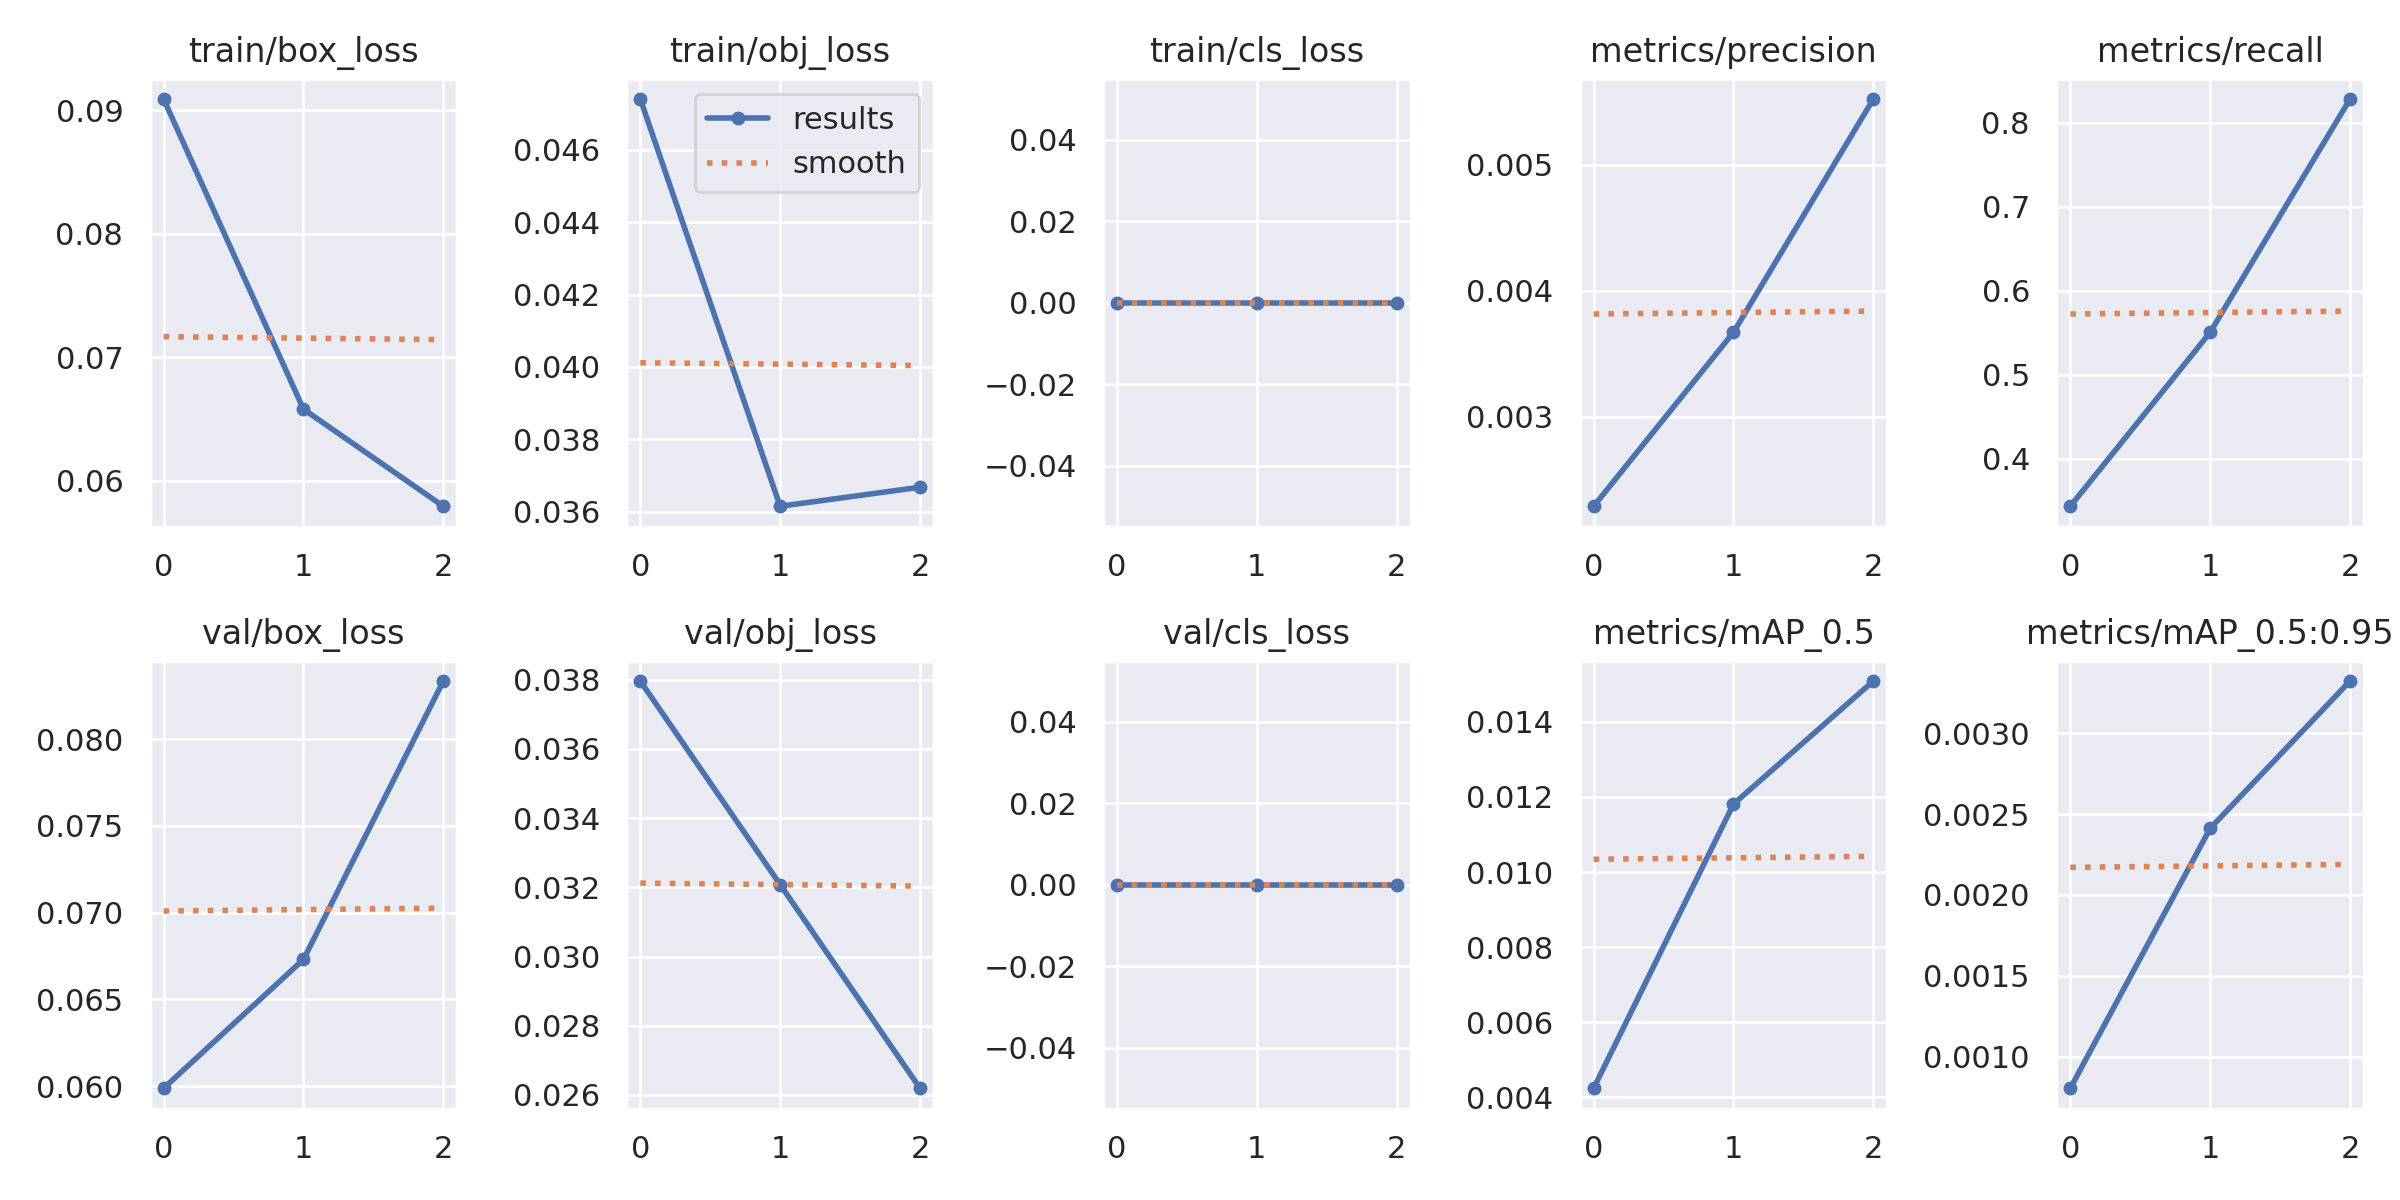 train/box_loss
0.09
0.08
0.07
0.06
0 1 2
train/obj_loss
results
smooth
0.046
0.044
0.042
0.040
0.038
0.036
0 1 2
train/cls_loss
0.04
0.02
0.00
−0.02
−0.04
0 1 2
metrics/precision
0.005
0.004
0.003
0 1 2
metrics/recall
0.8
0.7
0.6
0.5
0.4
0 1 2
val/box_loss
0.080
0.075
0.070
0.065
0.060
0 1 2
val/obj_loss
0.038
0.036
0.034
0.032
0.030
0.028
0.026
0 1 2
val/cls_loss
0.04
0.02
0.00
−0.02
−0.04
0 1 2
metrics/mAP_0.5
0.014
0.012
0.010
0.008
0.006
0.004
0 1 2
metrics/mAP_0.5:0.95
0.0030
0.0025
0.0020
0.0015
0.0010
0 1 2